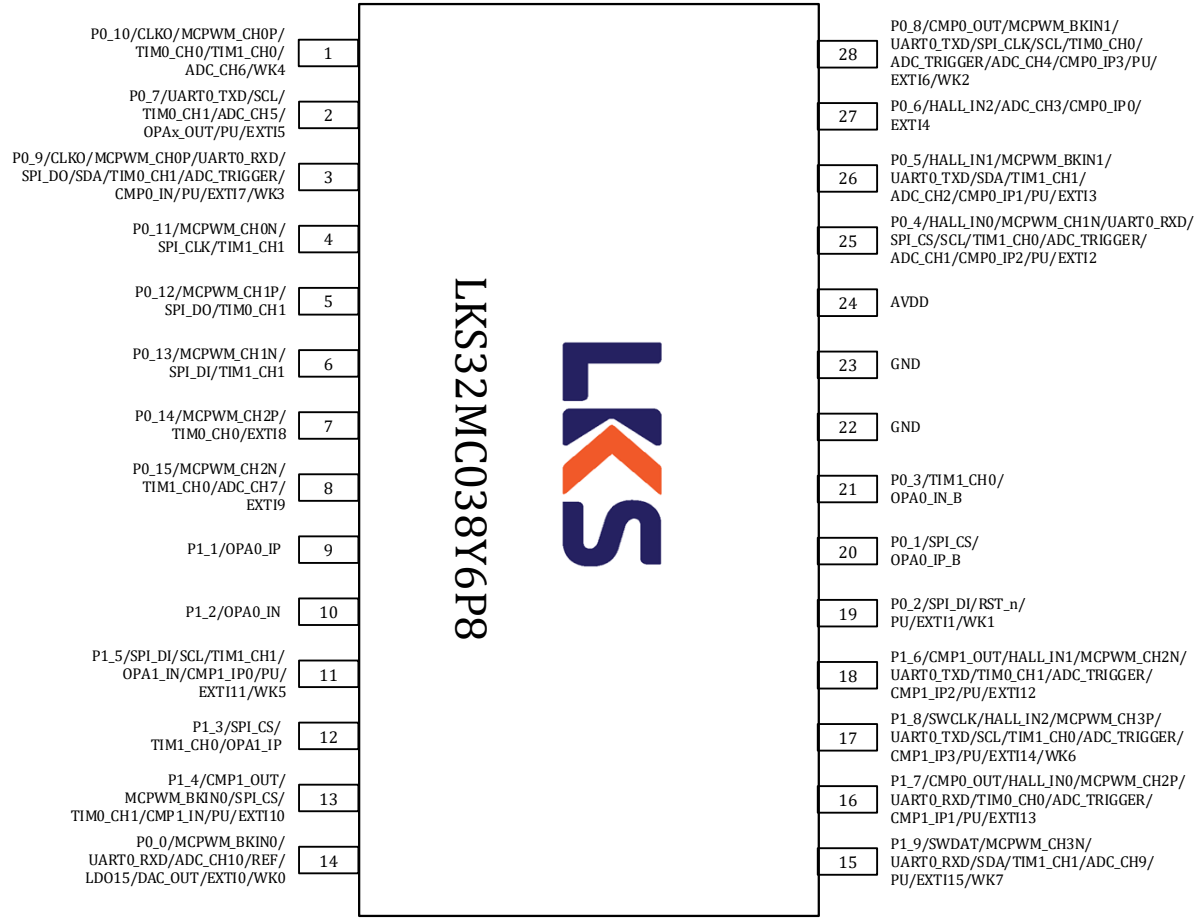 P0_10/CLKO/MCPWM_CH0P/
TIM0_CH0/TIM1_CH0/
ADC_CH6/WK4
1
P0_7/UART0_TXD/SCL/
TIM0_CH1/ADC_CH5/
OPAx_OUT/PU/EXTI5
2
P0_9/CLKO/MCPWM_CH0P/UART0_RXD/
SPI_DO/SDA/TIM0_CH1/ADC_TRIGGER/
CMP0_IN/PU/EXTI7/WK3
3
P0_11/MCPWM_CH0N/
SPI_CLK/TIM1_CH1
4
P0_12/MCPWM_CH1P/
SPI_DO/TIM0_CH1
5
P0_13/MCPWM_CH1N/
SPI_DI/TIM1_CH1
6
P0_14/MCPWM_CH2P/
TIM0_CH0/EXTI8
7
P0_15/MCPWM_CH2N/
TIM1_CH0/ADC_CH7/
EXTI9
8
P1_1/OPA0_IP
9
P1_2/OPA0_IN
10
P1_5/SPI_DI/SCL/TIM1_CH1/
OPA1_IN/CMP1_IP0/PU/
EXTI11/WK5
11
P1_3/SPI_CS/
TIM1_CH0/OPA1_IP
12
P1_4/CMP1_OUT/
MCPWM_BKIN0/SPI_CS/
TIM0_CH1/CMP1_IN/PU/EXTI10
13
P0_0/MCPWM_BKIN0/
UART0_RXD/ADC_CH10/REF/
LDO15/DAC_OUT/EXTI0/WK0
14
LKS32MC038Y6P8
LKS
28
P0_8/CMP0_OUT/MCPWM_BKIN1/
UART0_TXD/SPI_CLK/SCL/TIM0_CH0/
ADC_TRIGGER/ADC_CH4/CMP0_IP3/PU/
EXTI6/WK2
27
P0_6/HALL_IN2/ADC_CH3/CMP0_IP0/
EXTI4
26
P0_5/HALL_IN1/MCPWM_BKIN1/
UART0_TXD/SDA/TIM1_CH1/
ADC_CH2/CMP0_IP1/PU/EXTI3
25
P0_4/HALL_IN0/MCPWM_CH1N/UART0_RXD/
SPI_CS/SCL/TIM1_CH0/ADC_TRIGGER/
ADC_CH1/CMP0_IP2/PU/EXTI2
24
AVDD
23
GND
22
GND
21
P0_3/TIM1_CH0/
OPA0_IN_B
20
P0_1/SPI_CS/
OPA0_IP_B
19
P0_2/SPI_DI/RST_n/
PU/EXTI1/WK1
18
P1_6/CMP1_OUT/HALL_IN1/MCPWM_CH2N/
UART0_TXD/TIM0_CH1/ADC_TRIGGER/
CMP1_IP2/PU/EXTI12
17
P1_8/SWCLK/HALL_IN2/MCPWM_CH3P/
UART0_TXD/SCL/TIM1_CH0/ADC_TRIGGER/
CMP1_IP3/PU/EXTI14/WK6
16
P1_7/CMP0_OUT/HALL_IN0/MCPWM_CH2P/
UART0_RXD/TIM0_CH0/ADC_TRIGGER/
CMP1_IP1/PU/EXTI13
15
P1_9/SWDAT/MCPWM_CH3N/
UART0_RXD/SDA/TIM1_CH1/ADC_CH9/
PU/EXTI15/WK7